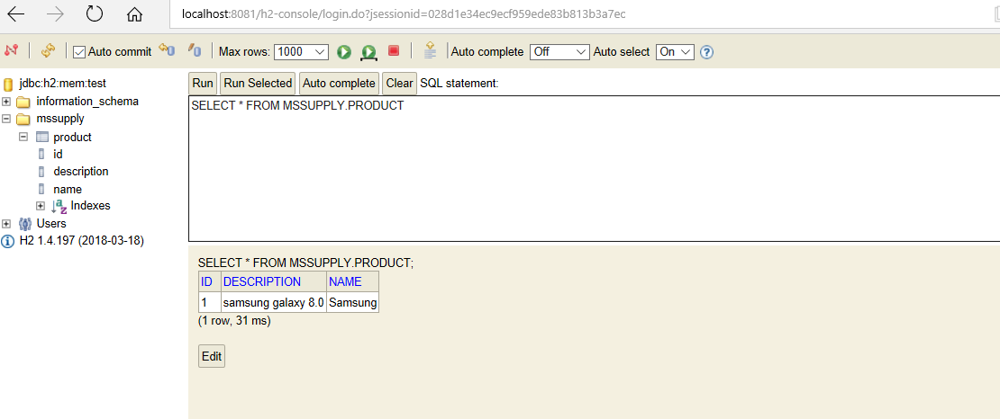 localhost:8081/h2-console/login.do?jsessionid=028d1e34ec9ecf959ede83b813b3a7ec
Auto commit Max rows: 1000 Auto complete Off Auto select On ?
jdbc:h2:mem:test
information_schema
mssupply
product
id
description
name
Indexes
Users
H2 1.4.197 (2018-03-18)
Run Run Selected Auto complete Clear SQL statement:
SELECT * FROM MSSUPPLY.PRODUCT
SELECT * FROM MSSUPPLY.PRODUCT;
ID DESCRIPTION NAME
1 samsung galaxy 8.0 Samsung
(1 row, 31 ms)
Edit